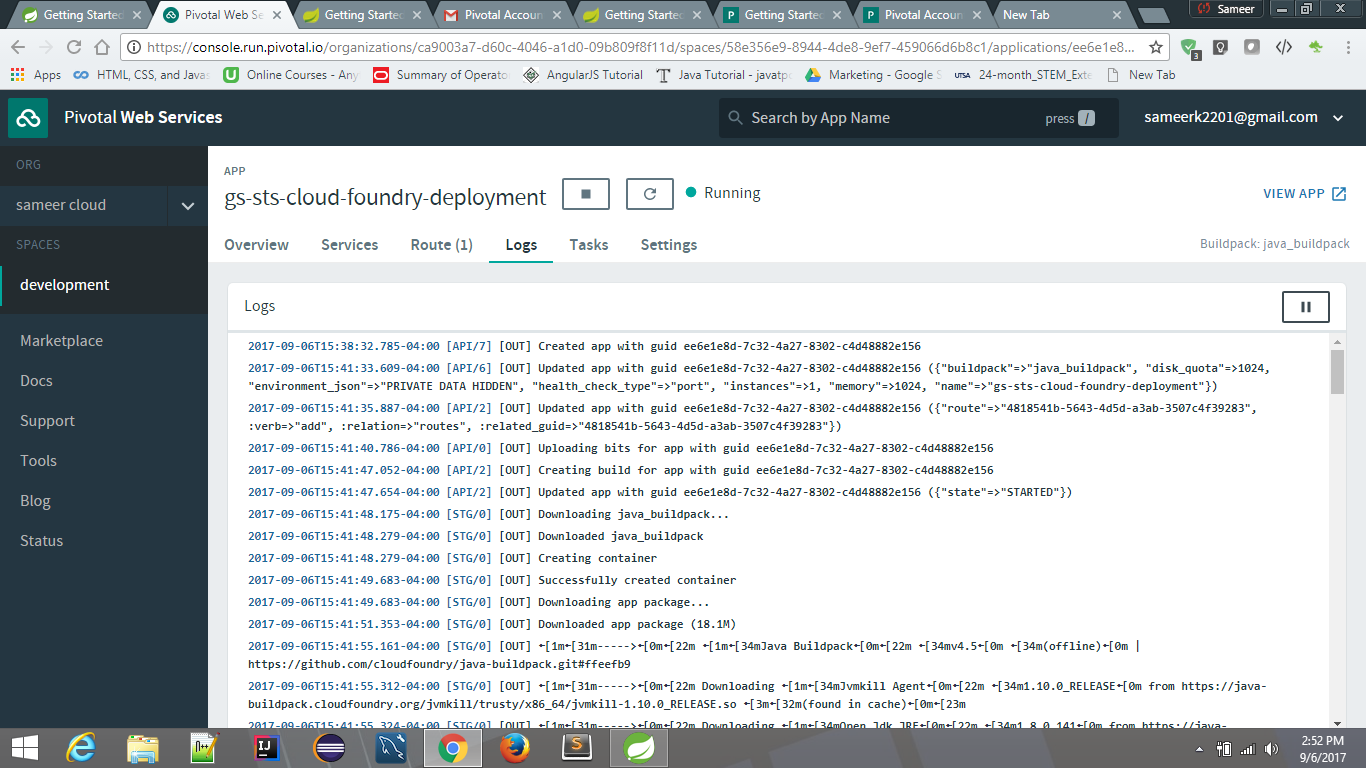 Getting Started
Pivotal Web Se
Getting Started
Pivotal Accoun
Getting Started
Getting Started
Pivotal Accoun
New Tab
Sameer
https://console.run.pivotal.io/organizations/ca9003a7-d60c-4046-a1d0-09b809f8f11d/spaces/58e356e9-8944-4de8-9ef7-459066d6b8c1/applications/ee6e1e8...
3
Apps
HTML, CSS, and Javas
Online Courses - Any
Summary of Operato
AngularJS Tutorial
Java Tutorial - javatpo
Marketing - Google S
UTSA
24-month_STEM_Exte
New Tab
Pivotal Web Services
Search by App Name
press /
sameerk2201@gmail.com
ORG
sameer cloud
SPACES
development
Marketplace
Docs
Support
Tools
Blog
Status
APP
gs-sts-cloud-foundry-deployment
Running
VIEW APP
Overview
Services
Route (1)
Logs
Tasks
Settings
Buildpack: java_buildpack
Logs
2017-09-06T15:38:32.785-04:00 [API/7] [OUT] Created app with guid ee6e1e8d-7c32-4a27-8302-c4d48882e156
2017-09-06T15:41:33.609-04:00 [API/6] [OUT] Updated app with guid ee6e1e8d-7c32-4a27-8302-c4d48882e156 ({"buildpack"=>"java_buildpack", "disk_quota"=>1024,
"environment_json"=>"PRIVATE DATA HIDDEN", "health_check_type"=>"port", "instances"=>1, "memory"=>1024, "name"=>"gs-sts-cloud-foundry-deployment"})
2017-09-06T15:41:35.887-04:00 [API/2] [OUT] Updated app with guid ee6e1e8d-7c32-4a27-8302-c4d48882e156 ({"route"=>"4818541b-5643-4d5d-a3ab-3507c4f39283",
:verb=>"add", :relation=>"routes", :related_guid=>"4818541b-5643-4d5d-a3ab-3507c4f39283"})
2017-09-06T15:41:40.786-04:00 [API/0] [OUT] Uploading bits for app with guid ee6e1e8d-7c32-4a27-8302-c4d48882e156
2017-09-06T15:41:47.052-04:00 [API/2] [OUT] Creating build for app with guid ee6e1e8d-7c32-4a27-8302-c4d48882e156
2017-09-06T15:41:47.654-04:00 [API/2] [OUT] Updated app with guid ee6e1e8d-7c32-4a27-8302-c4d48882e156 ({"state"=>"STARTED"})
2017-09-06T15:41:48.175-04:00 [STG/0] [OUT] Downloading java_buildpack...
2017-09-06T15:41:48.279-04:00 [STG/0] [OUT] Downloaded java_buildpack
2017-09-06T15:41:48.279-04:00 [STG/0] [OUT] Creating container
2017-09-06T15:41:49.683-04:00 [STG/0] [OUT] Successfully created container
2017-09-06T15:41:49.683-04:00 [STG/0] [OUT] Downloading app package...
2017-09-06T15:41:51.353-04:00 [STG/0] [OUT] Downloaded app package (18.1M)
2017-09-06T15:41:55.161-04:00 [STG/0] [OUT] ←[1m←[31m----->←[0m←[22m ←[1m←[34mJava Buildpack←[0m←[22m ←[34mv4.5←[0m ←[34m(offline)←[0m |
https://github.com/cloudfoundry/java-buildpack.git#ffeefb9
2017-09-06T15:41:55.312-04:00 [STG/0] [OUT] ←[1m←[31m----->←[0m←[22m Downloading ←[1m←[34mJvmkill Agent←[0m←[22m ←[34m1.10.0_RELEASE←[0m from https://java-
buildpack.cloudfoundry.org/jvmkill/trusty/x86_64/jvmkill-1.10.0_RELEASE.so ←[3m←[32m(found in cache)←[0m←[23m
2017-09-06T15:41:55.324-04:00 [STG/0] [OUT] ←[1m←[31m----->←[0m←[22m Downloading ←[1m←[34mOpen Jdk JRE←[0m←[22m ←[34m1.8.0_141←[0m from https://java-
2:52 PM
9/6/2017